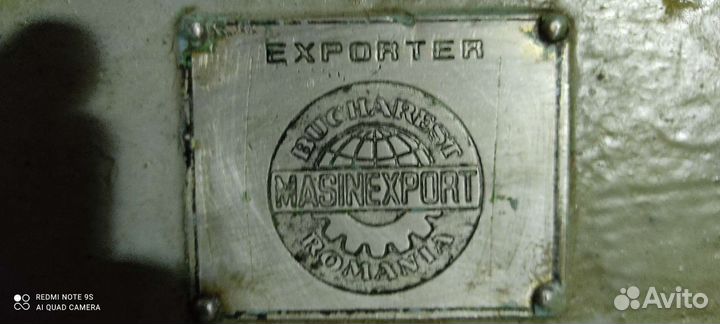 EXPORTER
BUCHAREST
MASINEXPORT
ROMANIA
REDMI NOTE 9S
AI QUAD CAMERA
Avito